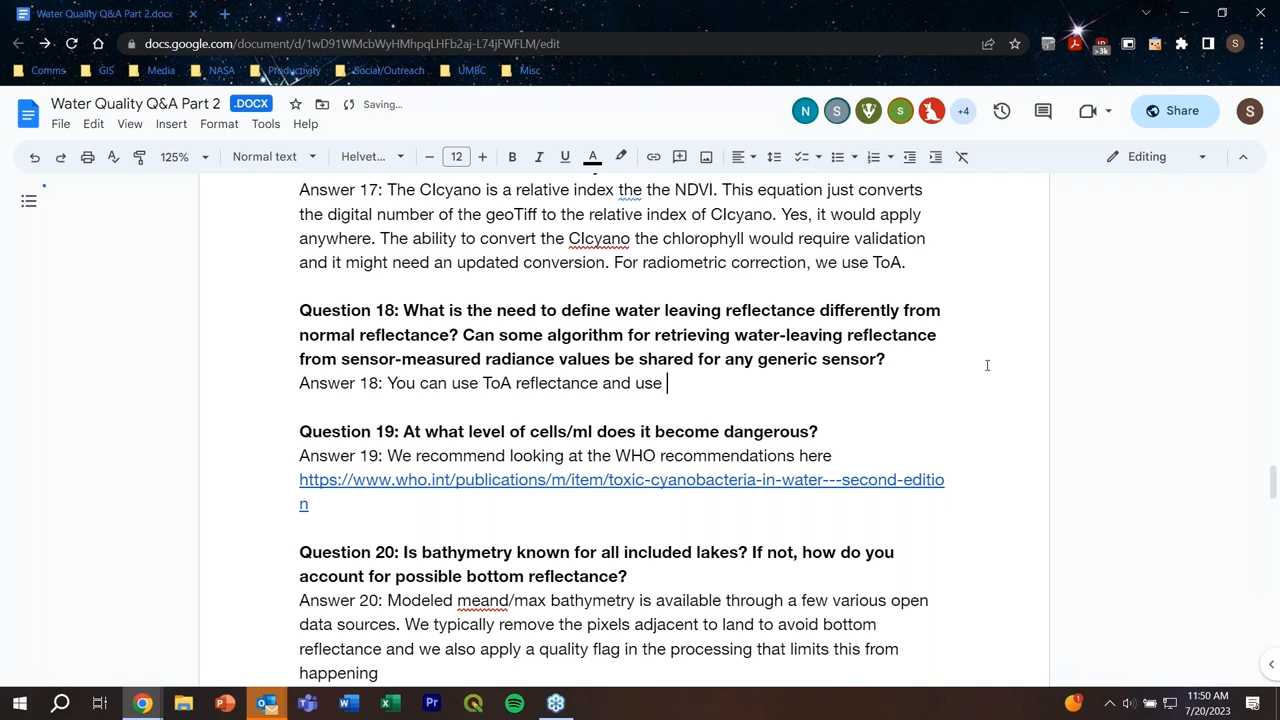 Water Quality Q&A Part 2.docx
docs.google.com/document/d/1wD91WMcbWyHMhpqLHFb2aj-L74jFWFLM/edit
>3k
S
Comms GIS Media NASA Productivity Social/Outreach UMBC Misc
Water Quality Q&A Part 2 .DOCX Saving...
N S S +4 Share S
File Edit View Insert Format Tools Help
125% Normal text Helvet... 12 B I U A Editing
Answer 17: The CIcyano is a relative index the the NDVI. This equation just converts
the digital number of the geoTiff to the relative index of CIcyano. Yes, it would apply
anywhere. The ability to convert the CIcyano the chlorophyll would require validation
and it might need an updated conversion. For radiometric correction, we use ToA.
Question 18: What is the need to define water leaving reflectance differently from
normal reflectance? Can some algorithm for retrieving water-leaving reflectance
from sensor-measured radiance values be shared for any generic sensor?
Answer 18: You can use ToA reflectance and use
Question 19: At what level of cells/ml does it become dangerous?
Answer 19: We recommend looking at the WHO recommendations here
https://www.who.int/publications/m/item/toxic-cyanobacteria-in-water---second-editio
n
Question 20: Is bathymetry known for all included lakes? If not, how do you
account for possible bottom reflectance?
Answer 20: Modeled meand/max bathymetry is available through a few various open
data sources. We typically remove the pixels adjacent to land to avoid bottom
reflectance and we also apply a quality flag in the processing that limits this from
happening
11:50 AM
7/20/2023